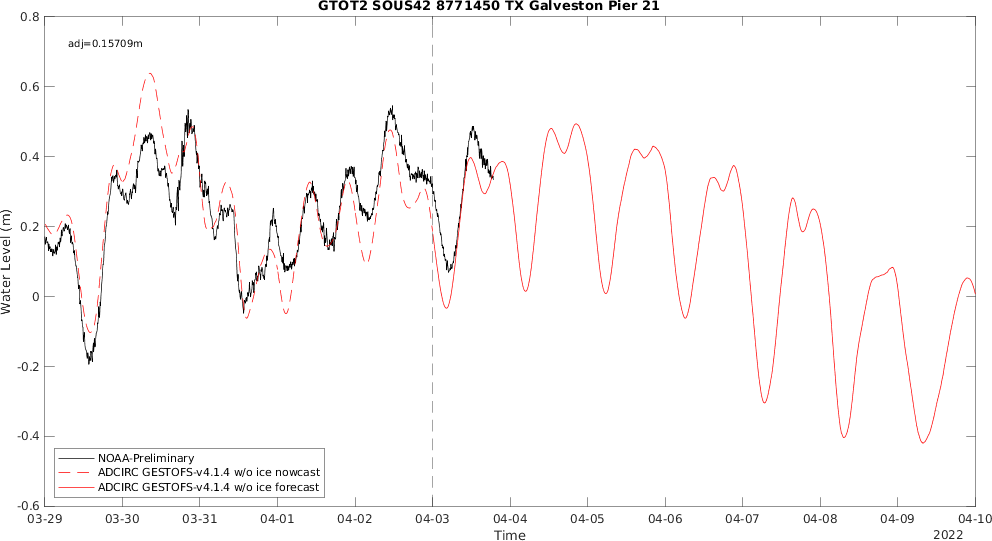 GTOT2 SOUS42 8771450 TX Galveston Pier 21
adj=0.15709m
0.8
0.6
0.4
0.2
0
-0.2
-0.4
-0.6
Water Level (m)
NOAA-Preliminary
ADCIRC GESTOFS-v4.1.4 w/o ice nowcast
ADCIRC GESTOFS-v4.1.4 w/o ice forecast
03-29 03-30 03-31 04-01 04-02 04-03 04-04 04-05 04-06 04-07 04-08 04-09 04-10
Time
2022